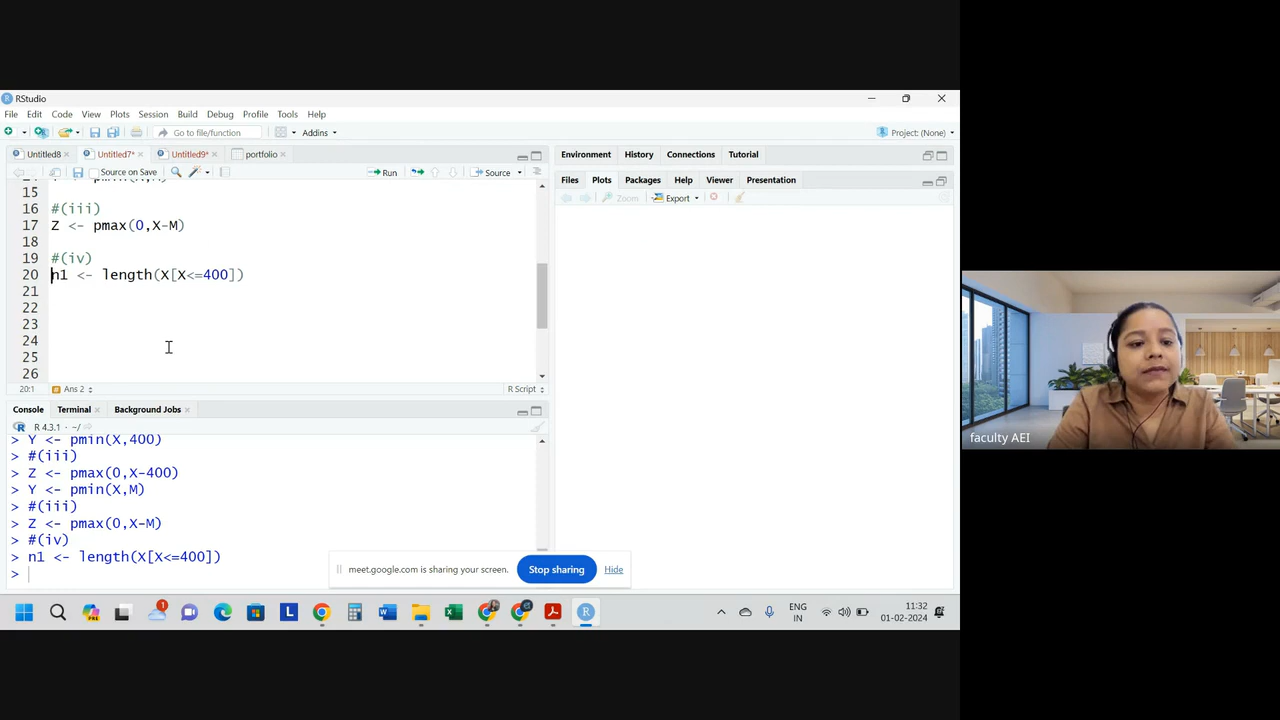 RStudio
File Edit Code View Plots Session Build Debug Profile Tools Help
Go to file/function Addins Project: (None)
Untitled8 Untitled7* Untitled9* portfolio
Source on Save Run Source
15
16 #(iii)
17 Z <- pmax(0,X-M)
18
19 #(iv)
20 n1 <- length(X[X<=400])
21
22
23
24
25
26
20:1 Ans 2 R Script
Console Terminal Background Jobs
R 4.3.1 · ~/
> Y <- pmin(X,400)
> #(iii)
> Z <- pmax(0,X-400)
> Y <- pmin(X,M)
> #(iii)
> Z <- pmax(0,X-M)
> #(iv)
> n1 <- length(X[X<=400])
>
Environment History Connections Tutorial
Files Plots Packages Help Viewer Presentation
Zoom Export
meet.google.com is sharing your screen. Stop sharing Hide
ENG
IN
11:32
01-02-2024
faculty AEI